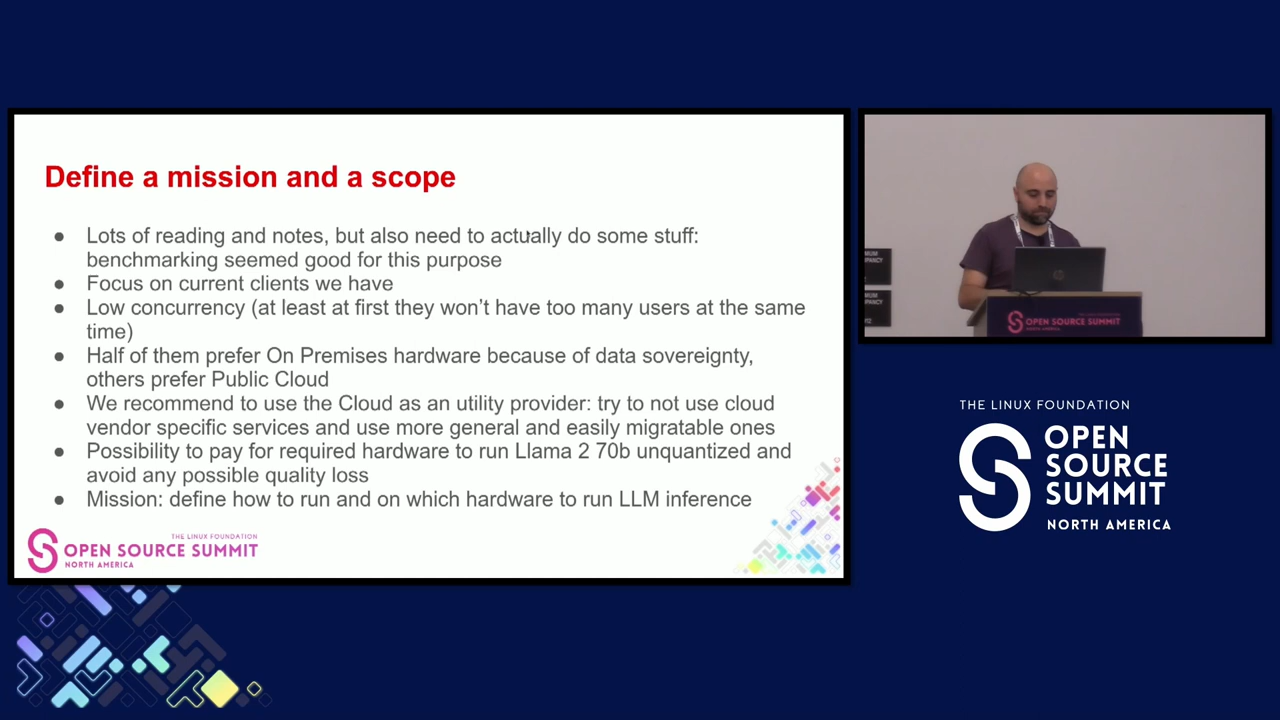 Define a mission and a scope
● Lots of reading and notes, but also need to actually do some stuff:
benchmarking seemed good for this purpose
● Focus on current clients we have
● Low concurrency (at least at first they won't have too many users at the same
time)
● Half of them prefer On Premises hardware because of data sovereignty,
others prefer Public Cloud
● We recommend to use the Cloud as an utility provider: try to not use cloud
vendor specific services and use more general and easily migratable ones
● Possibility to pay for required hardware to run Llama 2 70b unquantized and
avoid any possible quality loss
● Mission: define how to run and on which hardware to run LLM inference
THE LINUX FOUNDATION
OPEN SOURCE SUMMIT
NORTH AMERICA
OPEN SOURCE SUMMIT
NORTH AMERICA
THE LINUX FOUNDATION
OPEN
SOURCE
SUMMIT
NORTH AMERICA